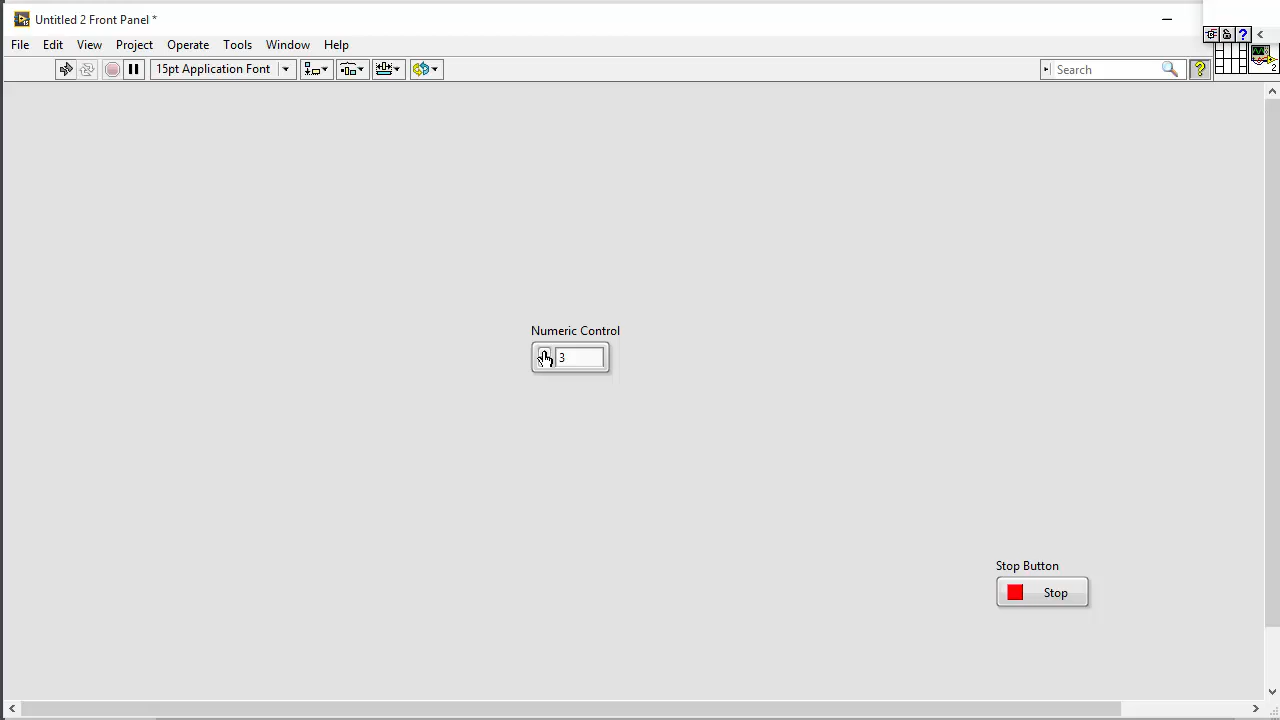 Untitled 2 Front Panel *
File Edit View Project Operate Tools Window Help
15pt Application Font
Search
?
?
2
Numeric Control
3
Stop Button
Stop